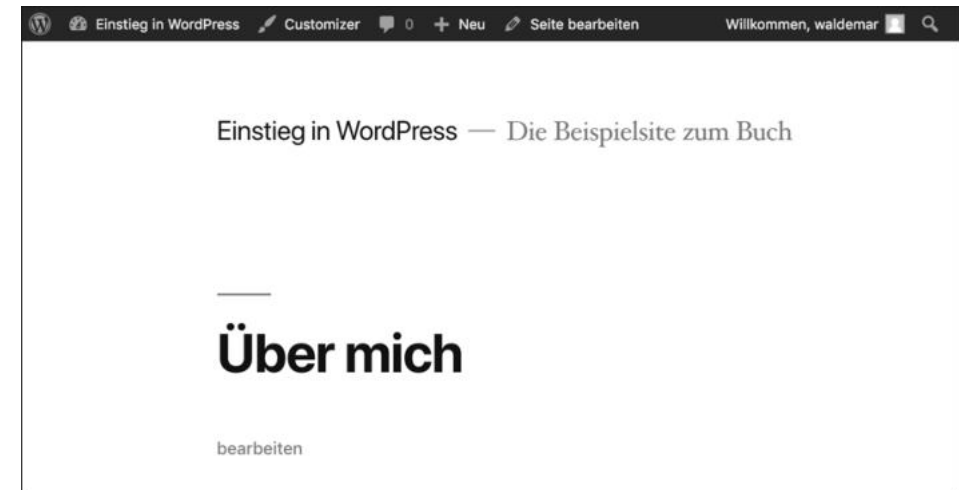 Einstieg in WordPress Customizer 0 Neu Seite bearbeiten Willkommen, waldemar
Einstieg in WordPress — Die Beispielsite zum Buch
Über mich
bearbeiten